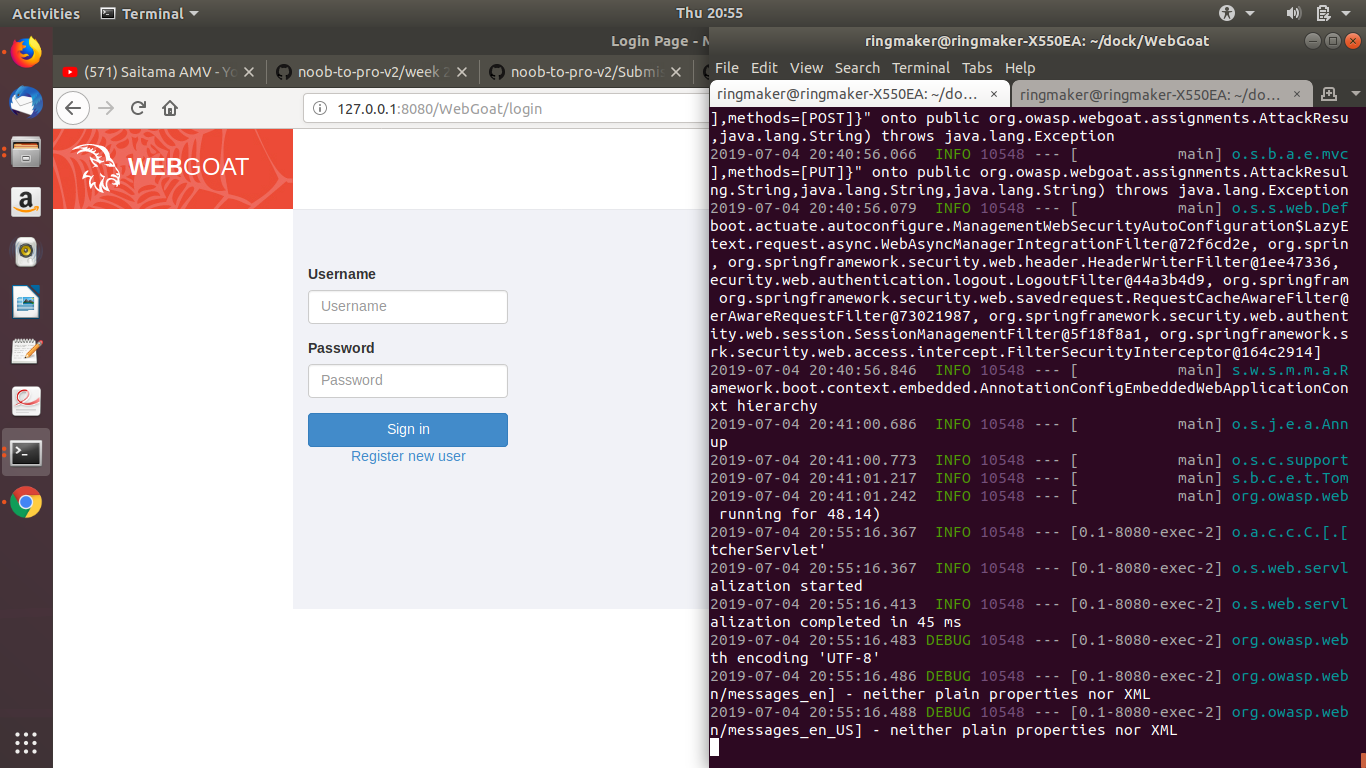 Activities Terminal Thu 20:55
Login Page - M
(571) Saitama AMV - Yo noob-to-pro-v2/week 2 noob-to-pro-v2/Submis
127.0.0.1:8080/WebGoat/login
WEBGOAT
Username
Username
Password
Password
Sign in
Register new user
ringmaker@ringmaker-X550EA: ~/dock/WebGoat
File Edit View Search Terminal Tabs Help
ringmaker@ringmaker-X550EA: ~/do... × ringmaker@ringmaker-X550EA: ~/do... ×
],methods=[POST]}" onto public org.owasp.webgoat.assignments.AttackResu
,java.lang.String) throws java.lang.Exception
2019-07-04 20:40:56.066  INFO 10548 --- [           main] o.s.b.a.e.mvc
],methods=[PUT]}" onto public org.owasp.webgoat.assignments.AttackResul
ng.String,java.lang.String,java.lang.String) throws java.lang.Exception
2019-07-04 20:40:56.079  INFO 10548 --- [           main] o.s.s.web.Def
boot.actuate.autoconfigure.ManagementWebSecurityAutoConfiguration$LazyE
text.request.async.WebAsyncManagerIntegrationFilter@72f6cd2e, org.sprin
, org.springframework.security.web.header.HeaderWriterFilter@1ee47336,
ecurity.web.authentication.logout.LogoutFilter@44a3b4d9, org.springfram
 org.springframework.security.web.savedrequest.RequestCacheAwareFilter@
erAwareRequestFilter@73021987, org.springframework.security.web.authent
ity.web.session.SessionManagementFilter@5f18f8a1, org.springframework.s
rk.security.web.access.intercept.FilterSecurityInterceptor@164c2914]
2019-07-04 20:40:56.846  INFO 10548 --- [           main] s.w.s.m.m.a.R
amework.boot.context.embedded.AnnotationConfigEmbeddedWebApplicationCon
xt hierarchy
2019-07-04 20:41:00.686  INFO 10548 --- [           main] o.s.j.e.a.Ann
up
2019-07-04 20:41:00.773  INFO 10548 --- [           main] o.s.c.support
2019-07-04 20:41:01.217  INFO 10548 --- [           main] s.b.c.e.t.Tom
2019-07-04 20:41:01.242  INFO 10548 --- [           main] org.owasp.web
 running for 48.14)
2019-07-04 20:55:16.367  INFO 10548 --- [0.1-8080-exec-2] o.a.c.c.C.[.[
tcherServlet'
2019-07-04 20:55:16.367  INFO 10548 --- [0.1-8080-exec-2] o.s.web.servl
alization started
2019-07-04 20:55:16.413  INFO 10548 --- [0.1-8080-exec-2] o.s.web.servl
alization completed in 45 ms
2019-07-04 20:55:16.483 DEBUG 10548 --- [0.1-8080-exec-2] org.owasp.web
th encoding 'UTF-8'
2019-07-04 20:55:16.486 DEBUG 10548 --- [0.1-8080-exec-2] org.owasp.web
n/messages_en] - neither plain properties nor XML
2019-07-04 20:55:16.488 DEBUG 10548 --- [0.1-8080-exec-2] org.owasp.web
n/messages_en_US] - neither plain properties nor XML